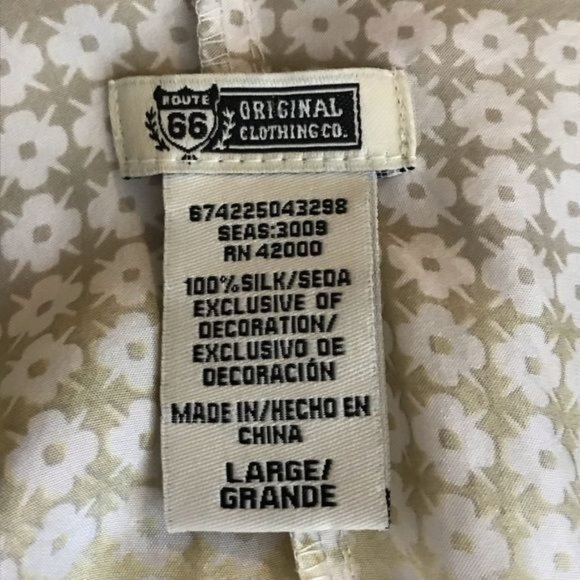 ROUTE
66
ORIGINAL
CLOTHING CO.
674225043298
SEAS:3009
RN 42000
100% SILK/SEDA
EXCLUSIVE OF
DECORATION/
EXCLUSIVO DE
DECORACIÓN
MADE IN/HECHO EN
CHINA
LARGE/
GRANDE